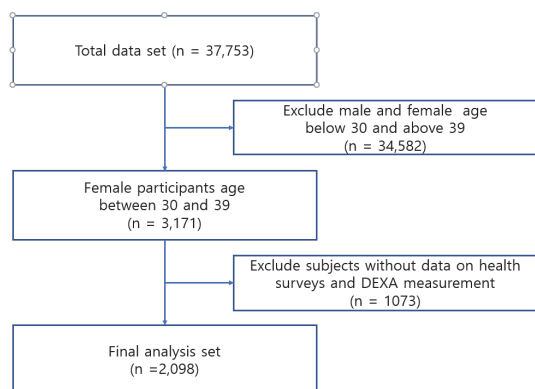 Total data set (n = 37,753)
Exclude male and female age
below 30 and above 39
(n = 34,582)
Female participants age
between 30 and 39
(n = 3,171)
Exclude subjects without data on health
surveys and DEXA measurement
(n = 1073)
Final analysis set
(n =2,098)